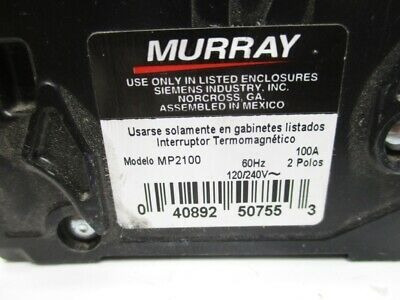 MURRAY
USE ONLY IN LISTED ENCLOSURES
SIEMENS INDUSTRY, INC.
NORCROSS, GA.
ASSEMBLED IN MEXICO
Usarse solamente en gabinetes listados
Interruptor Termomagnético
100A
Modelo MP2100 60Hz 2 Polos
120/240V~
0 40892 50755 3